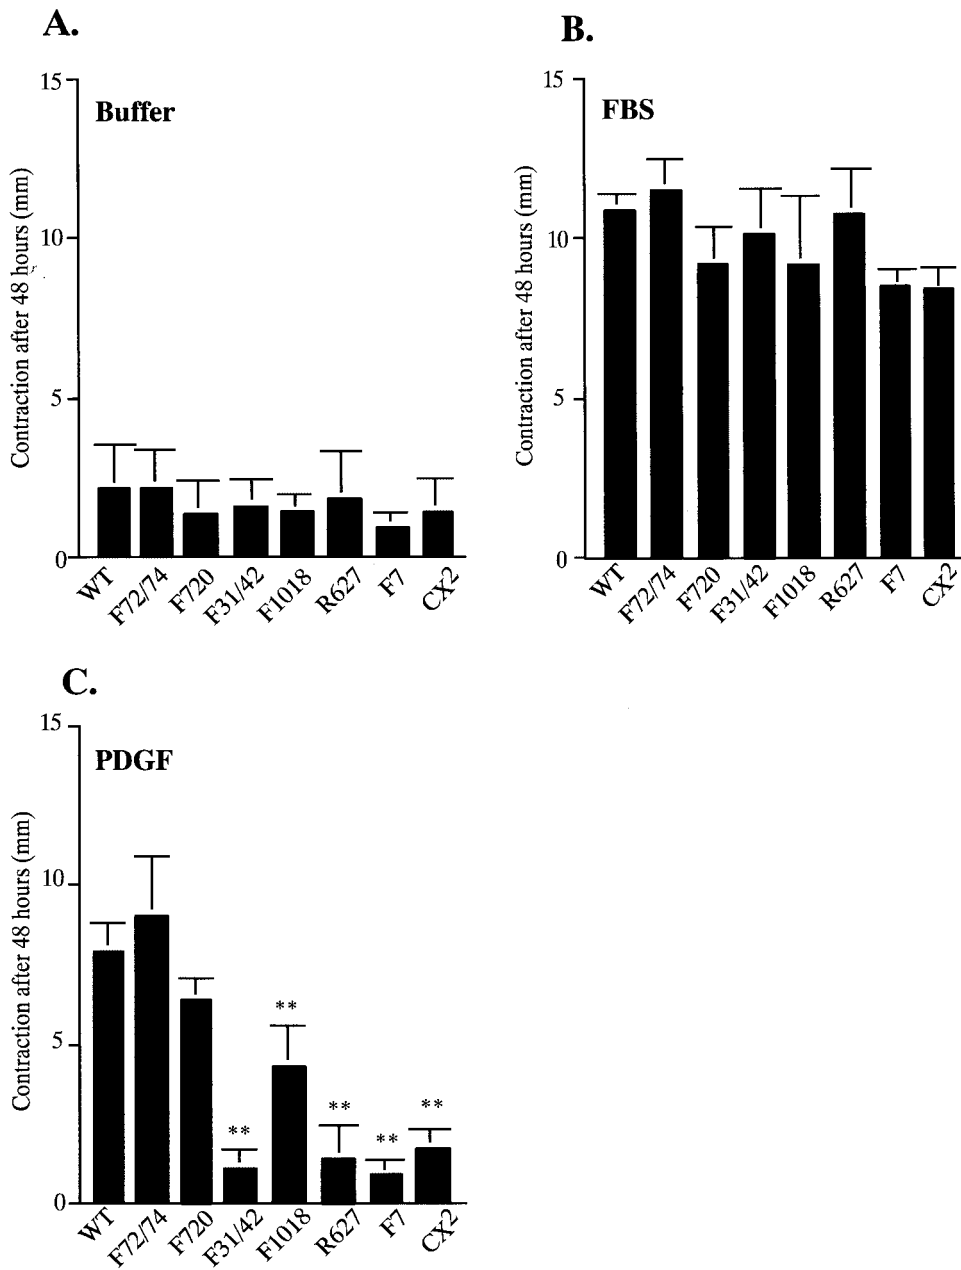 A.
Buffer
Contraction after 48 hours (mm)
15
10
5
0
WT
F72/74
F720
F31/42
F1018
R627
F7
CX2
B.
FBS
Contraction after 48 hours (mm)
15
10
5
0
WT
F72/74
F720
F31/42
F1018
R627
F7
CX2
C.
PDGF
Contraction after 48 hours (mm)
15
10
5
0
**
**
**
**
**
WT
F72/74
F720
F31/42
F1018
R627
F7
CX2